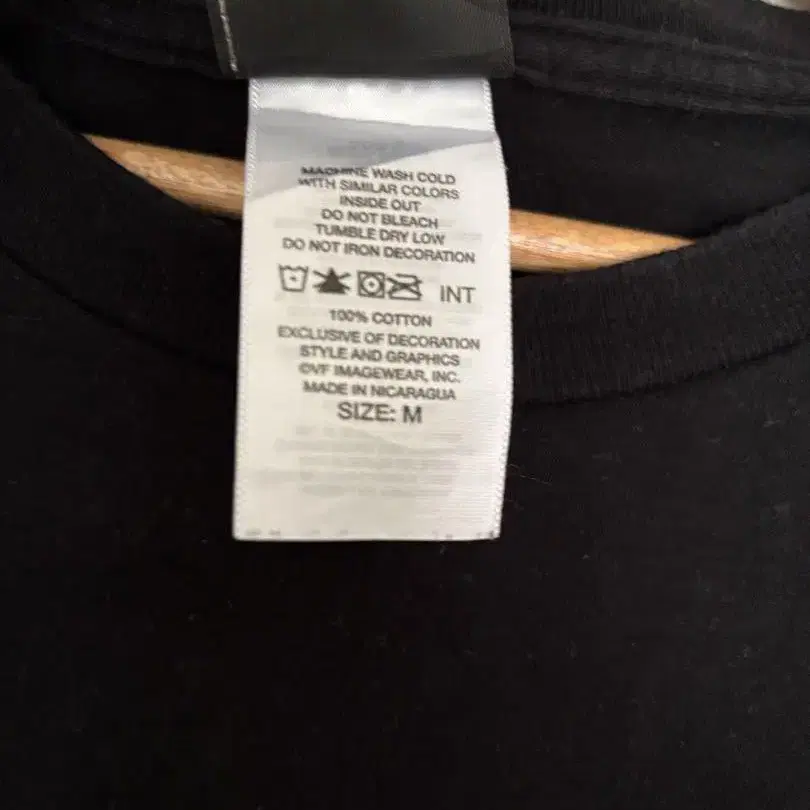 MACHINE WASH COLD
WITH SIMILAR COLORS
INSIDE OUT
DO NOT BLEACH
TUMBLE DRY LOW
DO NOT IRON DECORATION
INT
100% COTTON
EXCLUSIVE OF DECORATION
STYLE AND GRAPHICS
©VF IMAGEWEAR, INC.
MADE IN NICARAGUA
SIZE: M